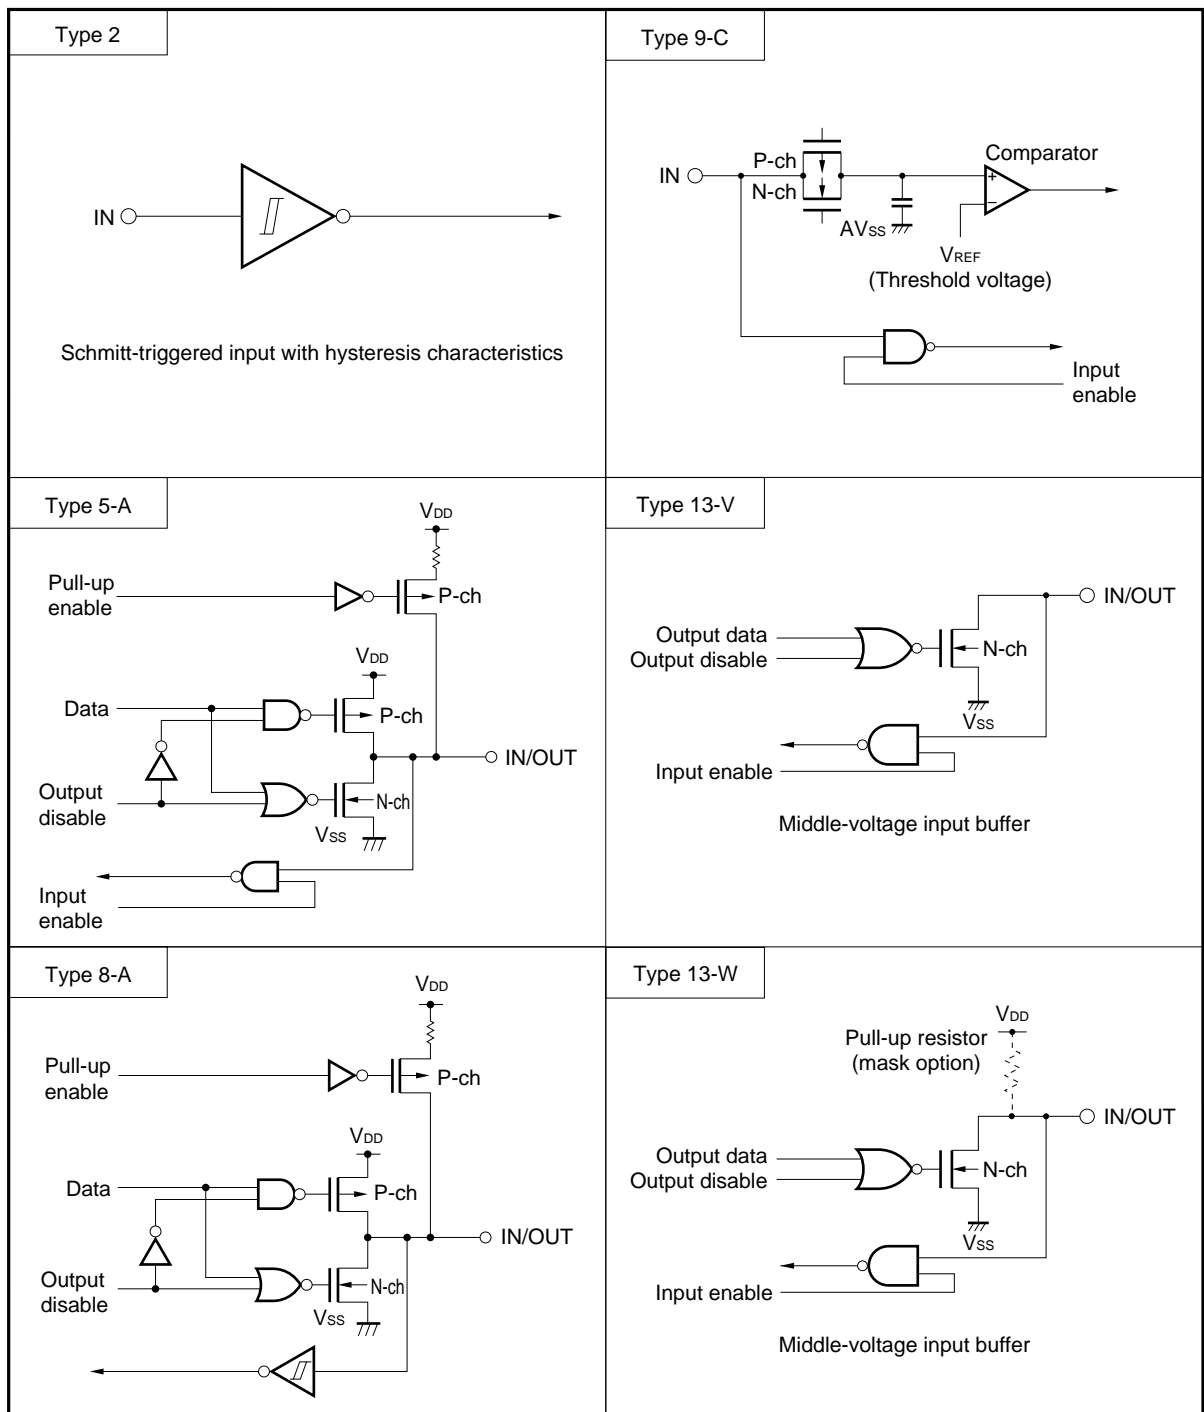 Type 2
IN
Schmitt-triggered input with hysteresis characteristics
Type 9-C
P-ch
Comparator
IN
N-ch
+
−
AVSS
VREF
(Threshold voltage)
Input
enable
Type 5-A
VDD
Pull-up
enable
P-ch
VDD
Data
P-ch
IN/OUT
Output
disable
N-ch
VSS
Input
enable
Type 13-V
IN/OUT
Output data
Output disable
N-ch
VSS
Input enable
Middle-voltage input buffer
Type 8-A
VDD
Pull-up
enable
P-ch
VDD
Data
P-ch
IN/OUT
Output
disable
N-ch
VSS
Type 13-W
VDD
Pull-up resistor
(mask option)
IN/OUT
Output data
Output disable
N-ch
VSS
Input enable
Middle-voltage input buffer